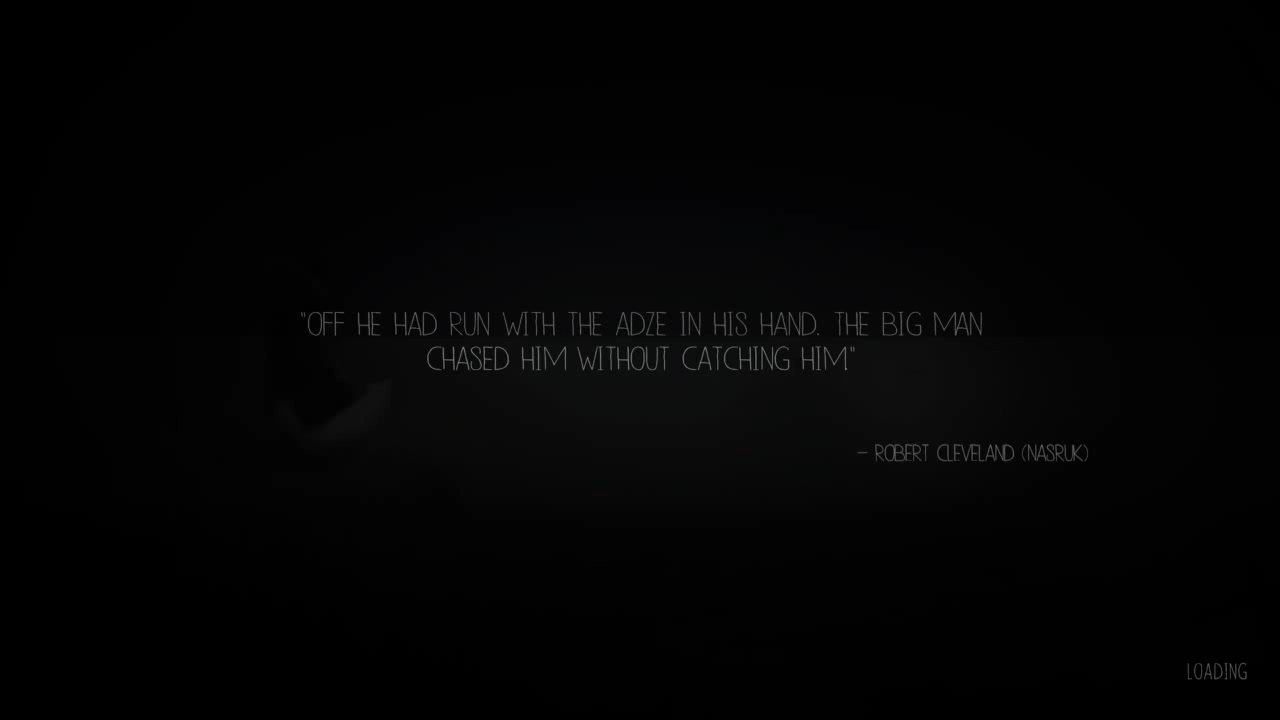 "OFF HE HAD RUN WITH THE ADZE IN HIS HAND. THE BIG MAN
CHASED HIM WITHOUT CATCHING HIM."
- ROBERT CLEVELAND (NASRUK)
LOADING